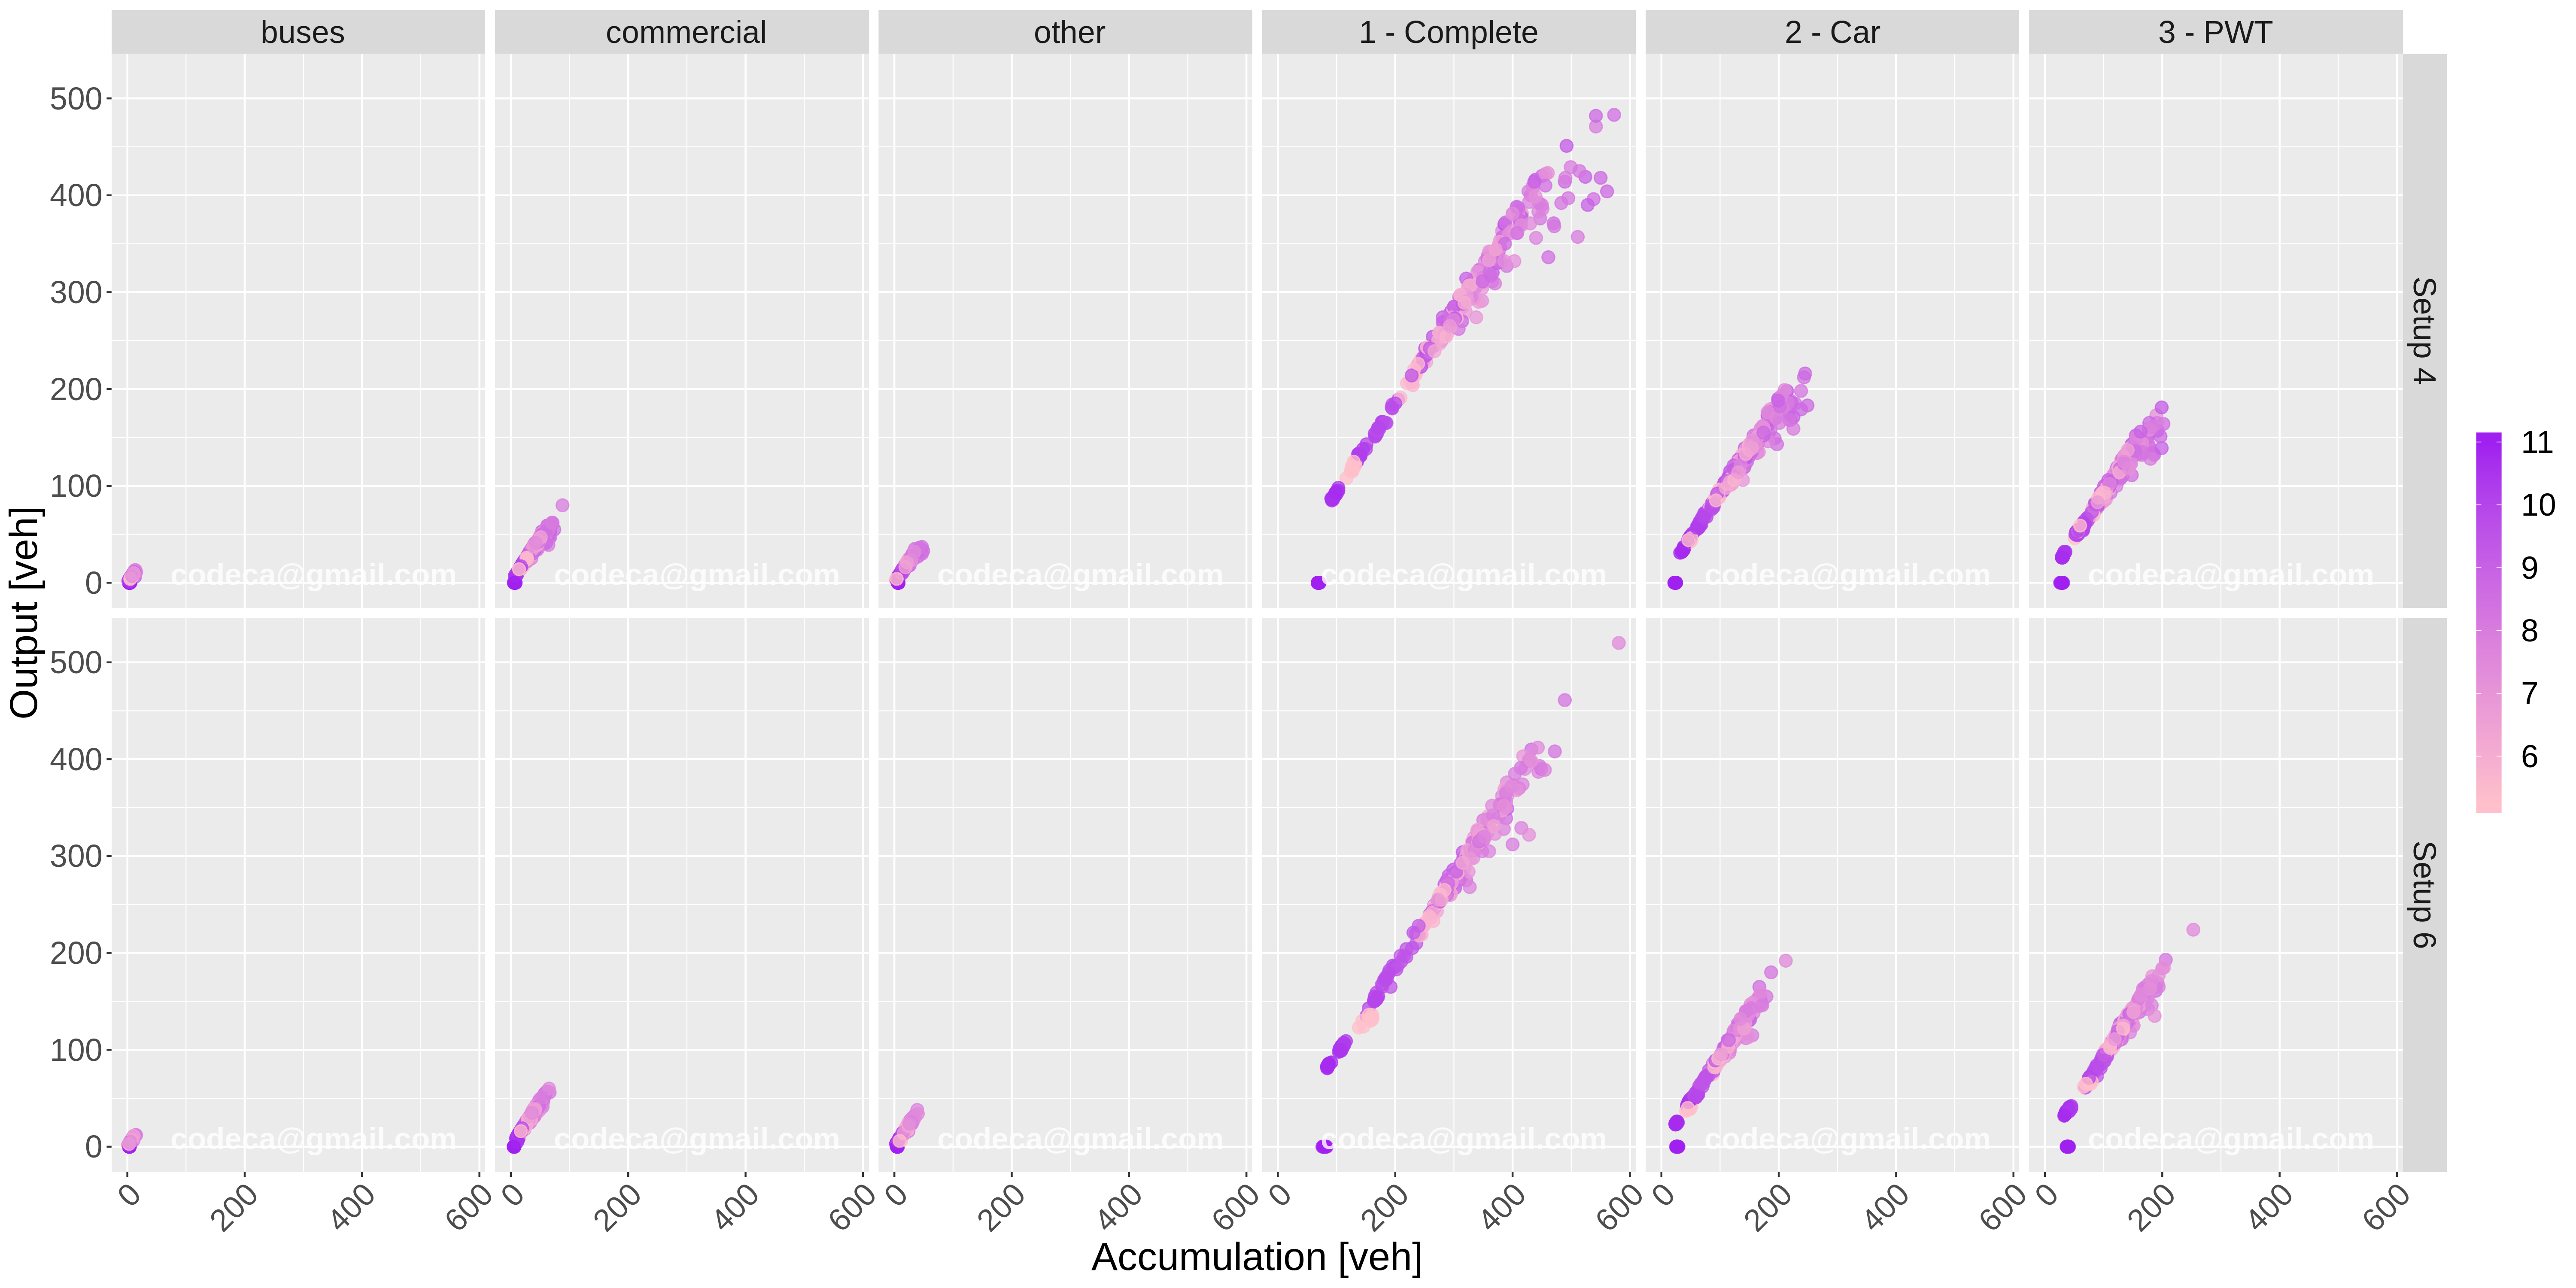 buses commercial other 1 - Complete 2 - Car 3 - PWT
500
400
300
200
100
0
codeca@gmail.com codeca@gmail.com codeca@gmail.com codeca@gmail.com codeca@gmail.com codeca@gmail.com
Setup 4
500
400
300
200
100
0
codeca@gmail.com codeca@gmail.com codeca@gmail.com codeca@gmail.com codeca@gmail.com codeca@gmail.com
Setup 6
Output [veh]
0 200 400 600 0 200 400 600 0 200 400 600 0 200 400 600 0 200 400 600 0 200 400 600
Accumulation [veh]
11
10
9
8
7
6